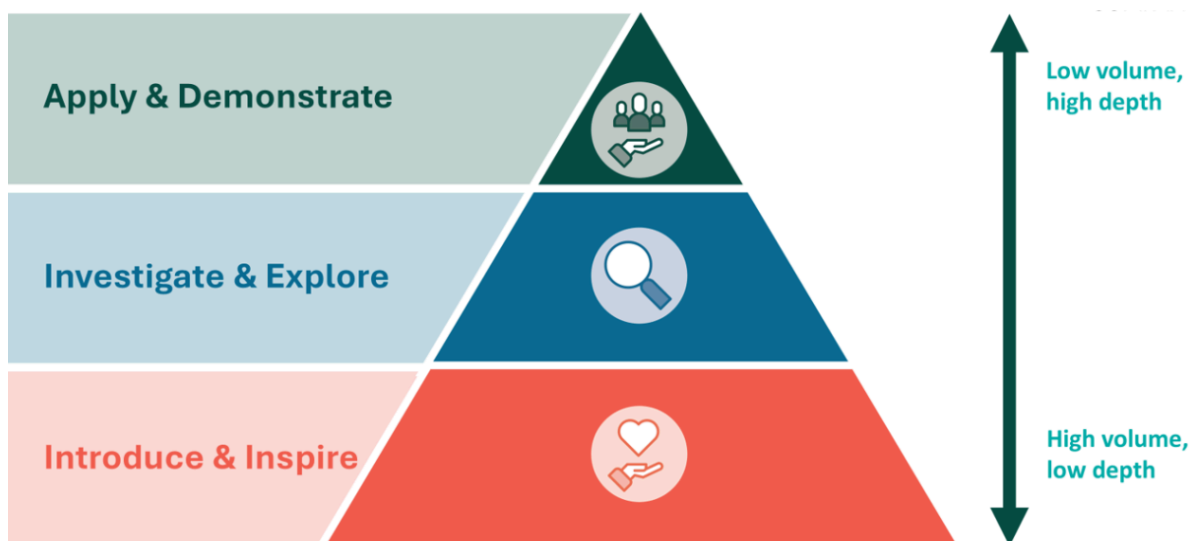 Apply & Demonstrate
Low volume,
high depth
Investigate & Explore
Introduce & Inspire
High volume,
low depth